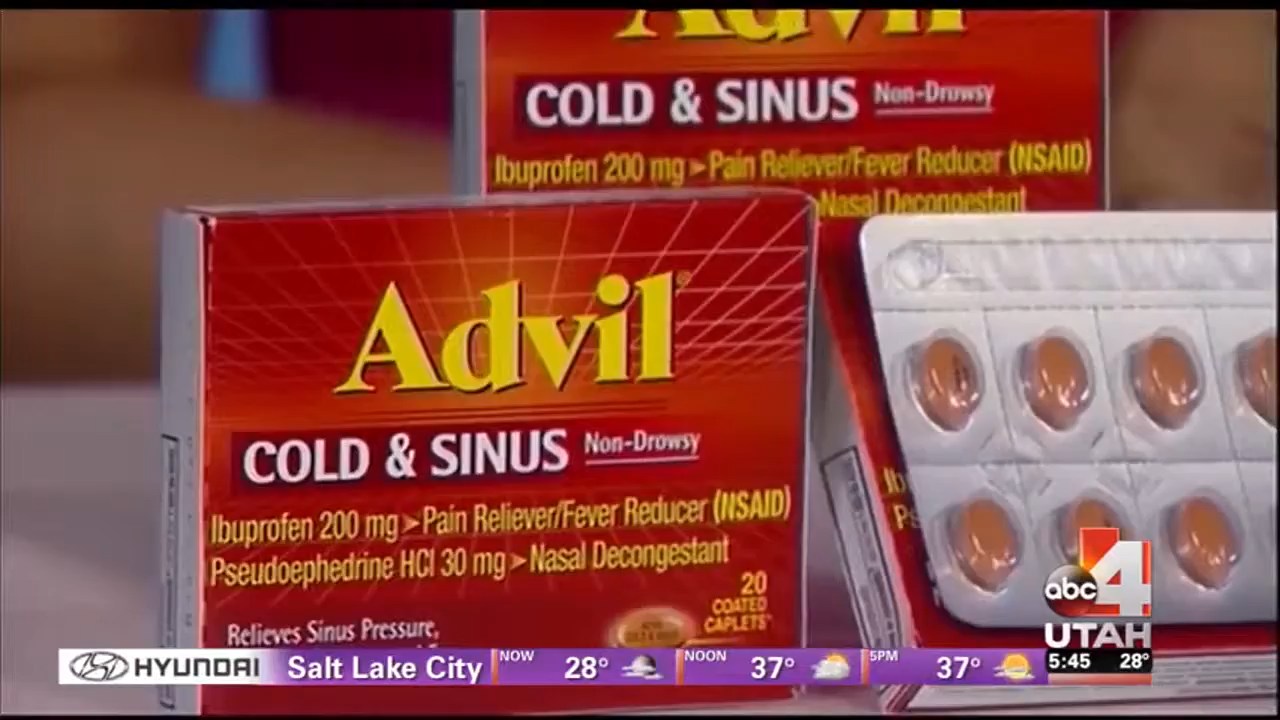 Advil
COLD & SINUS Non-Drowsy
Ibuprofen 200 mg ➤ Pain Reliever/Fever Reducer (NSAID)
Nasal Decongestant
Advil®
COLD & SINUS Non-Drowsy
Ibuprofen 200 mg ➤ Pain Reliever/Fever Reducer (NSAID)
Pseudoephedrine HCl 30 mg ➤ Nasal Decongestant
20
COATED
CAPLETS
Relieves Sinus Pressure,
Ib
Ps
abc 4
UTAH
5:45 28°
HYUNDAI Salt Lake City NOW 28° NOON 37° 5PM 37°